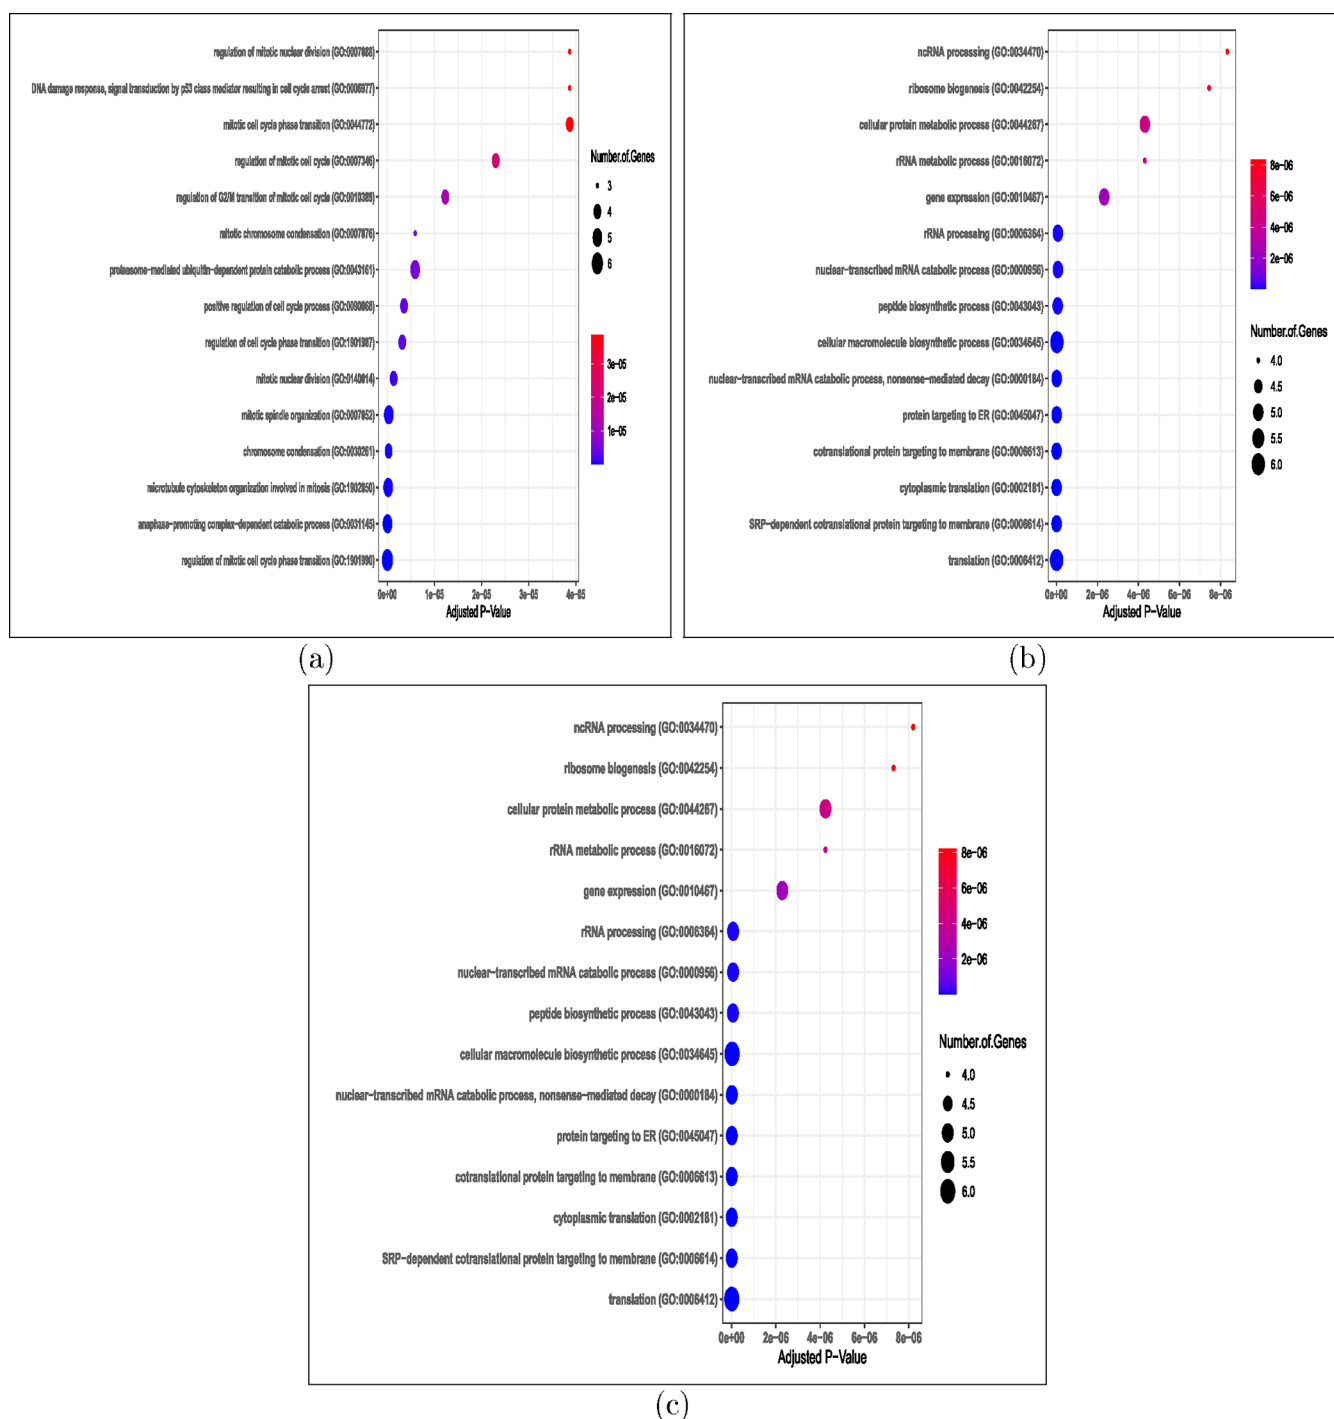 regulation of mitotic nuclear division (GO:0007088)
DNA damage response, signal transduction by p53 class mediator resulting in cell cycle arrest (GO:0006977)
mitotic cell cycle phase transition (GO:0044772)
regulation of mitotic cell cycle (GO:0007346)
regulation of G2/M transition of mitotic cell cycle (GO:0010389)
mitotic chromosome condensation (GO:0007076)
proteasome-mediated ubiquitin-dependent protein catabolic process (GO:0043161)
positive regulation of cell cycle process (GO:0090068)
regulation of cell cycle phase transition (GO:1901987)
mitotic nuclear division (GO:0140014)
mitotic spindle organization (GO:0007052)
chromosome condensation (GO:0030261)
microtubule cytoskeleton organization involved in mitosis (GO:1902850)
anaphase-promoting complex-dependent catabolic process (GO:0031145)
regulation of mitotic cell cycle phase transition (GO:1901990)
0e+00 1e-05 2e-05 3e-05 4e-05
Adjusted P-Value
Number.of.Genes
3
4
5
6
3e-05
2e-05
1e-05
(a)
ncRNA processing (GO:0034470)
ribosome biogenesis (GO:0042254)
cellular protein metabolic process (GO:0044267)
rRNA metabolic process (GO:0016072)
gene expression (GO:0010467)
rRNA processing (GO:0006364)
nuclear-transcribed mRNA catabolic process (GO:0000956)
peptide biosynthetic process (GO:0043043)
cellular macromolecule biosynthetic process (GO:0034645)
nuclear-transcribed mRNA catabolic process, nonsense-mediated decay (GO:0000184)
protein targeting to ER (GO:0045047)
cotranslational protein targeting to membrane (GO:0006613)
cytoplasmic translation (GO:0002181)
SRP-dependent cotranslational protein targeting to membrane (GO:0006614)
translation (GO:0006412)
0e+00 2e-06 4e-06 6e-06 8e-06
Adjusted P-Value
8e-06
6e-06
4e-06
2e-06
Number.of.Genes
4.0
4.5
5.0
5.5
6.0
(b)
ncRNA processing (GO:0034470)
ribosome biogenesis (GO:0042254)
cellular protein metabolic process (GO:0044267)
rRNA metabolic process (GO:0016072)
gene expression (GO:0010467)
rRNA processing (GO:0006364)
nuclear-transcribed mRNA catabolic process (GO:0000956)
peptide biosynthetic process (GO:0043043)
cellular macromolecule biosynthetic process (GO:0034645)
nuclear-transcribed mRNA catabolic process, nonsense-mediated decay (GO:0000184)
protein targeting to ER (GO:0045047)
cotranslational protein targeting to membrane (GO:0006613)
cytoplasmic translation (GO:0002181)
SRP-dependent cotranslational protein targeting to membrane (GO:0006614)
translation (GO:0006412)
0e+00 2e-06 4e-06 6e-06 8e-06
Adjusted P-Value
8e-06
6e-06
4e-06
2e-06
Number.of.Genes
4.0
4.5
5.0
5.5
6.0
(c)